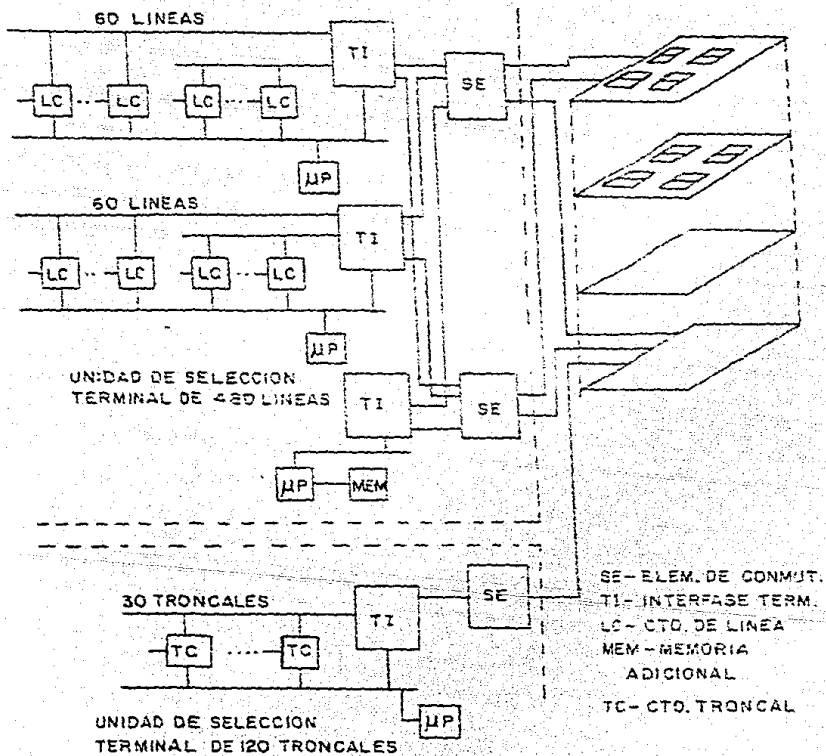 60 LINEAS
TI
SE
LC
LC
LC
LC
μP
60 LINEAS
TI
LC
LC
LC
LC
μP
UNIDAD DE SELECCION
TERMINAL DE 480 LINEAS
TI
SE
μP
MEM
30 TRONCALES
TI
SE
TC
TC
μP
UNIDAD DE SELECCION
TERMINAL DE 120 TRONCALES
SE- ELEM. DE CONMUT.
TI- INTERFASE TERM.
LC- CTO. DE LINEA
MEM - MEMORIA
ADICIONAL
TC- CTO. TRONCAL